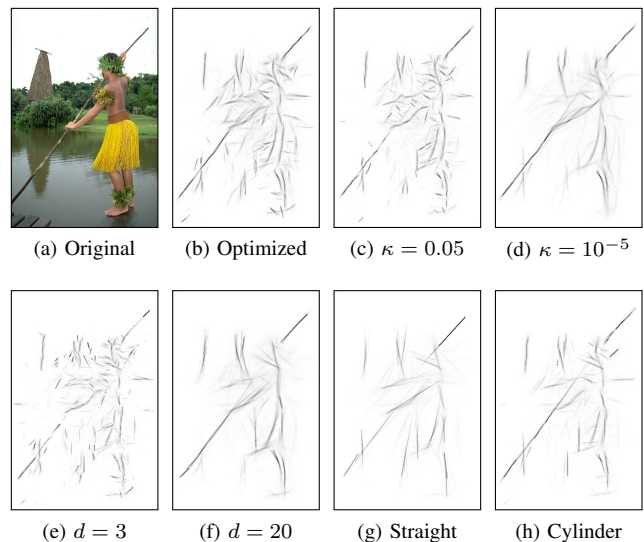 (a) Original
(b) Optimized
(c) κ = 0.05
(d) κ = 10⁻⁵
(e) d = 3
(f) d = 20
(g) Straight
(h) Cylinder